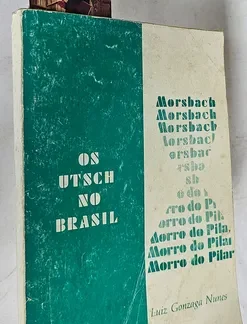 OS
UTSCH
NO
BRASIL
Morsbach
Morsbach
Morsbach
Morro do Pilar
Morro do Pilar
Morro do Pilar
Luiz Gonzaga Nunes